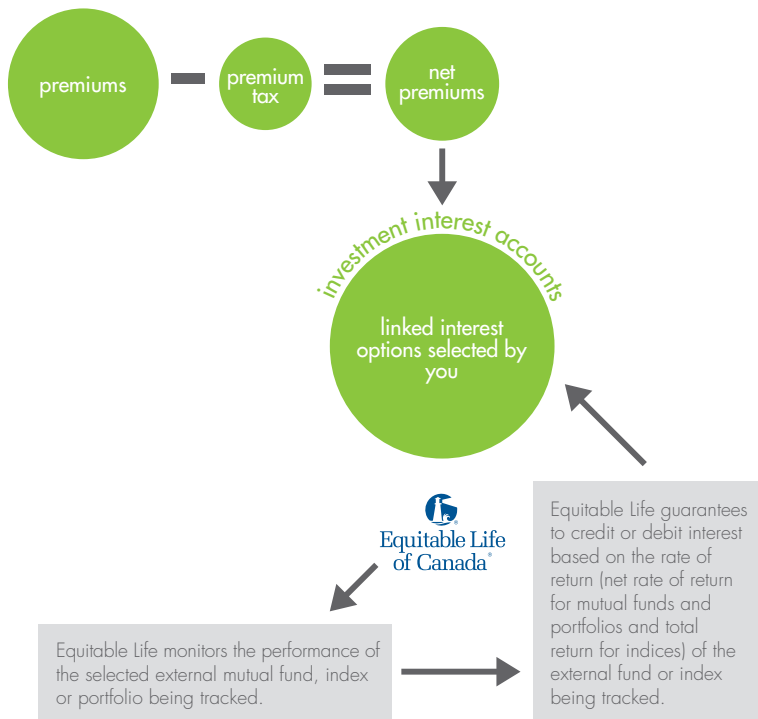 premiums
premium
tax
net
premiums
investment interest accounts
linked interest
options selected by
you
Equitable Life
of Canada®
Equitable Life monitors the performance of
the selected external mutual fund, index
or portfolio being tracked.
Equitable Life guarantees
to credit or debit interest
based on the rate of
return (net rate of return
for mutual funds and
portfolios and total
return for indices) of the
external fund or index
being tracked.